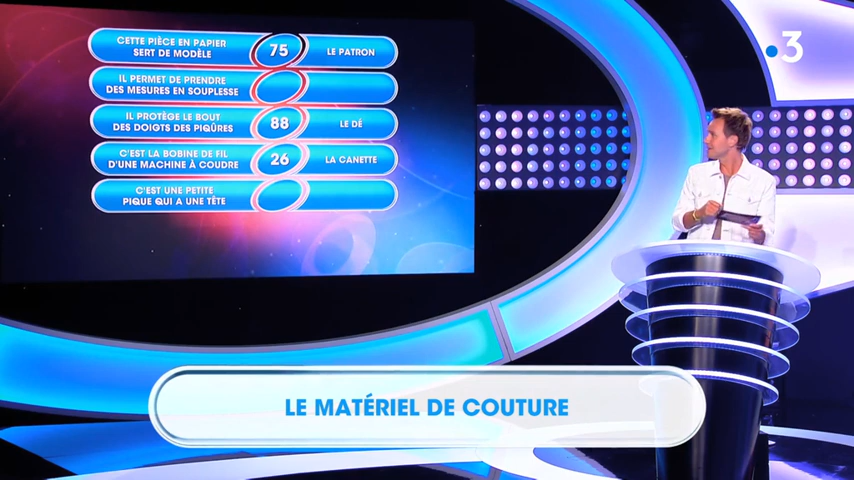 3
CETTE PIÈCE EN PAPIER
SERT DE MODÈLE
75
LE PATRON
IL PERMET DE PRENDRE
DES MESURES EN SOUPLESSE
IL PROTÈGE LE BOUT
DES DOIGTS DES PIQÛRES
88
LE DÉ
C'EST LA BOBINE DE FIL
D'UNE MACHINE À COUDRE
26
LA CANETTE
C'EST UNE PETITE
PIQUE QUI A UNE TÊTE
LE MATÉRIEL DE COUTURE